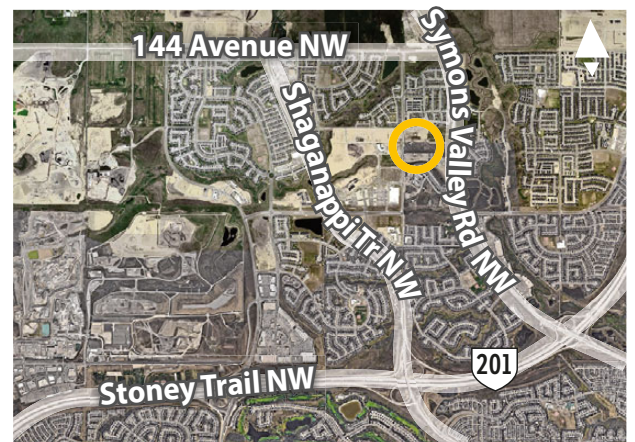 144 Avenue NW
Symons Valley Rd NW
Shaganappi Tr NW
201
Stoney Trail NW